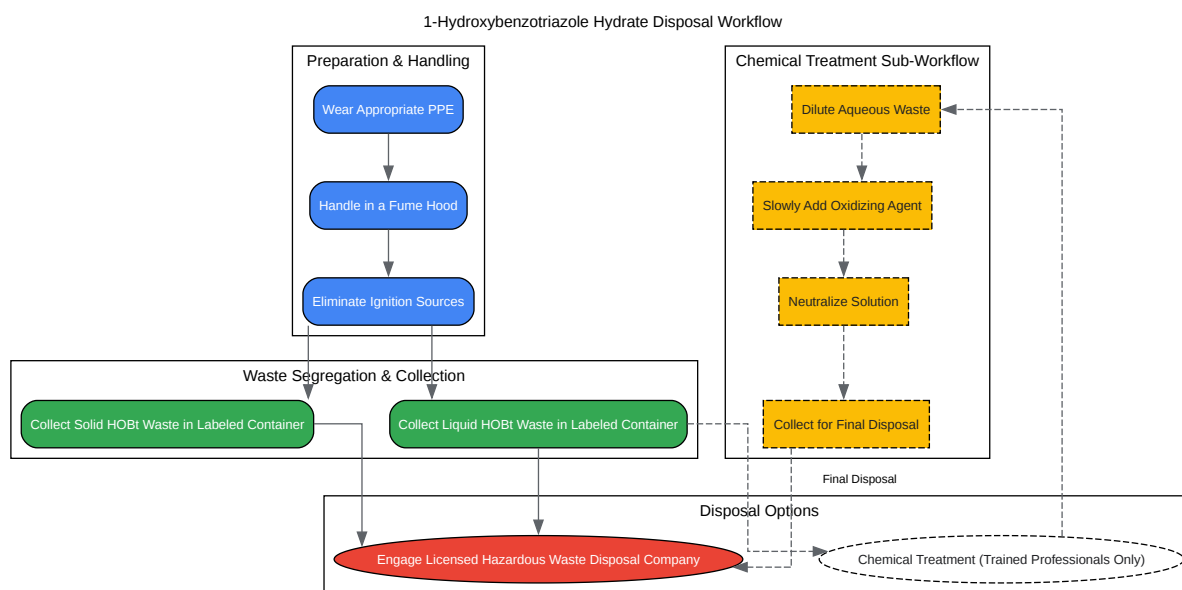 1-Hydroxybenzotriazole Hydrate Disposal Workflow
Preparation & Handling
Wear Appropriate PPE
Handle in a Fume Hood
Eliminate Ignition Sources
Chemical Treatment Sub-Workflow
Dilute Aqueous Waste
Slowly Add Oxidizing Agent
Neutralize Solution
Collect for Final Disposal
Waste Segregation & Collection
Collect Solid HOBt Waste in Labeled Container
Collect Liquid HOBt Waste in Labeled Container
Final Disposal
Disposal Options
Engage Licensed Hazardous Waste Disposal Company
Chemical Treatment (Trained Professionals Only)